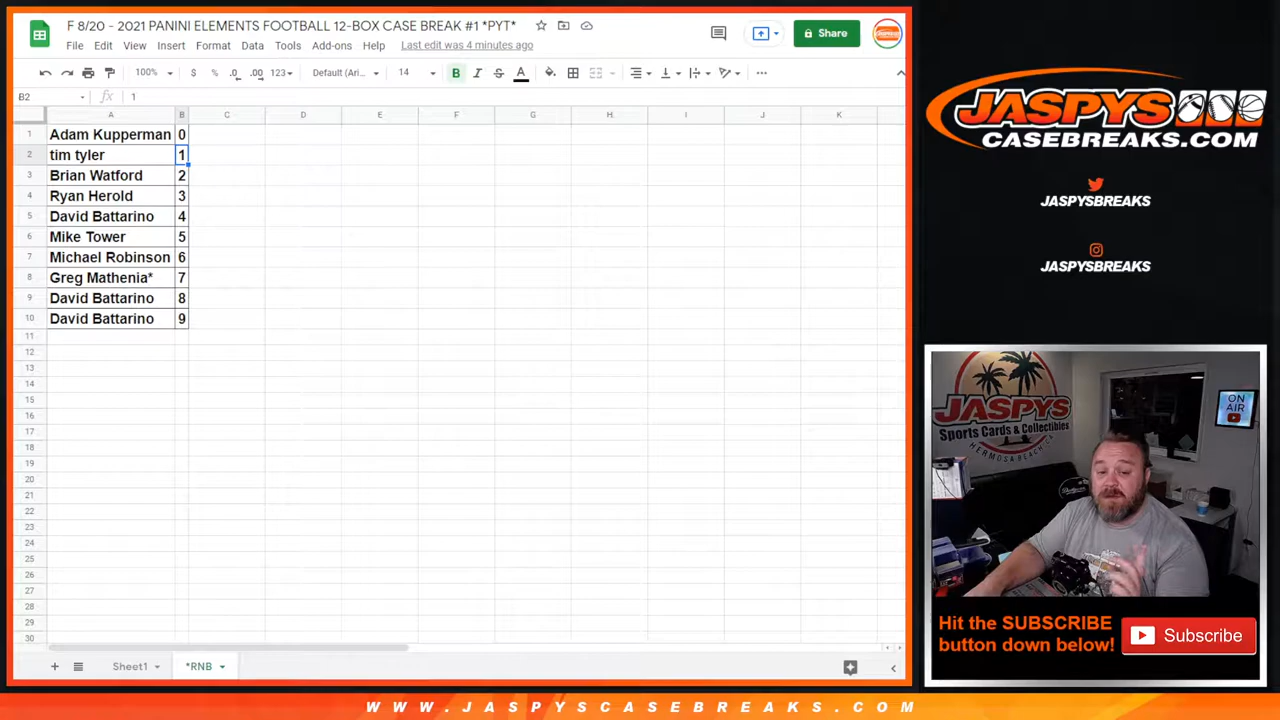 F 8/20 - 2021 PANINI ELEMENTS FOOTBALL 12-BOX CASE BREAK #1 *PYT*
File Edit View Insert Format Data Tools Add-ons Help Last edit was 4 minutes ago
Share
100% $ % .0 .00 123 Default (Ari... 14 B I S A
B2 fx 1
A B C D E F G H I J K
1 Adam Kupperman 0
2 tim tyler 1
3 Brian Watford 2
4 Ryan Herold 3
5 David Battarino 4
6 Mike Tower 5
7 Michael Robinson 6
8 Greg Mathenia* 7
9 David Battarino 8
10 David Battarino 9
11
12
13
14
15
16
17
18
19
20
21
22
23
24
25
26
27
28
29
30
Sheet1 *RNB
JASPYS
CASEBREAKS.COM
JASPYSBREAKS
JASPYSBREAKS
JASPYS
Sports Cards & Collectibles
HERMOSA BEACH, CA
ON
AIR
Hit the SUBSCRIBE
button down below!
Subscribe
WWW.JASPYSCASEBREAKS.COM